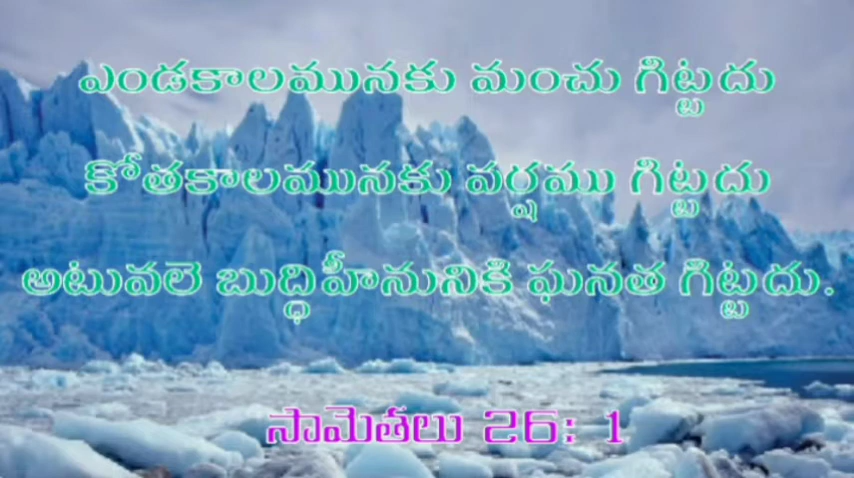 ఎండకాలమునకు మంచు గిట్టదు
కోతకాలమునకు వర్షము గిట్టదు
అటువలె బుద్ధిహీనునికి ఘనత గిట్టదు.
సామెతలు 26: 1